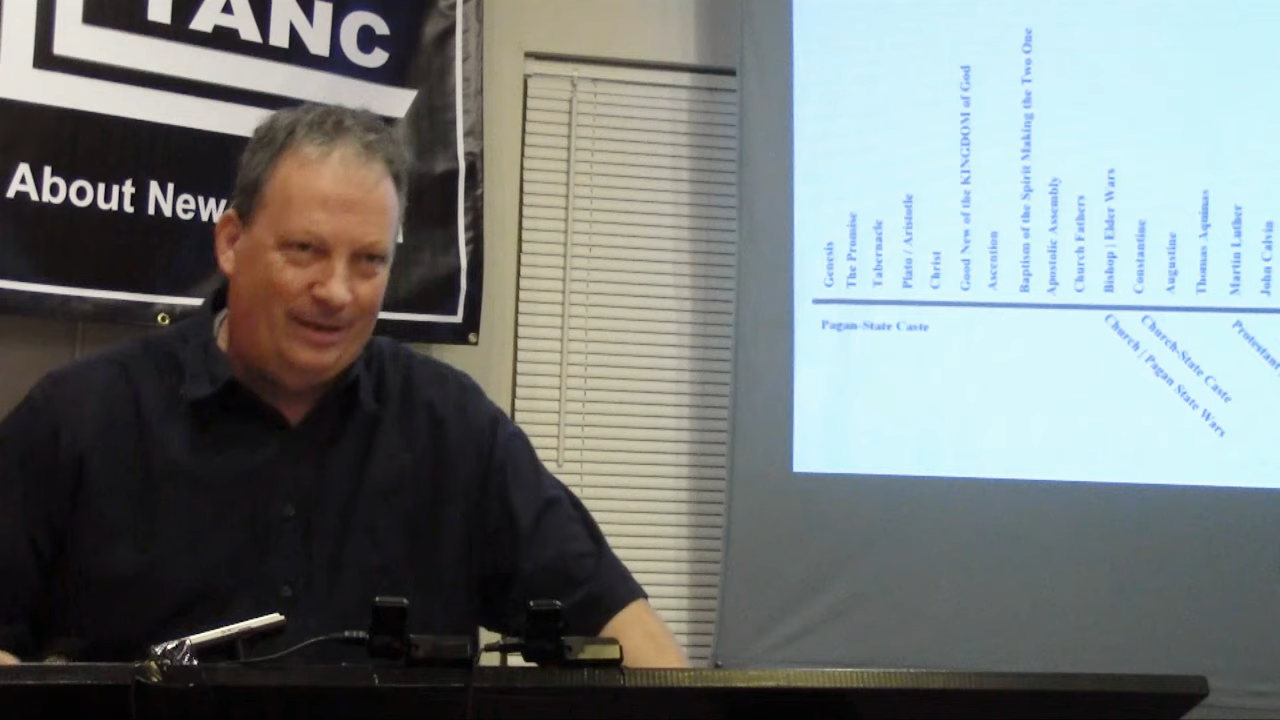 TANC
About New
Genesis
The Promise
Tabernacle
Plato / Aristotle
Christ
Good New of the KINGDOM of God
Ascention
Baptism of the Spirit Making the Two One
Apostolic Assembly
Church Fathers
Bishop | Elder Wars
Constantine
Augustine
Thomas Aquinas
Martin Luther
John Calvin
Pagan-State Caste
Church | Pagan State Wars
Church-State Caste
Protestant